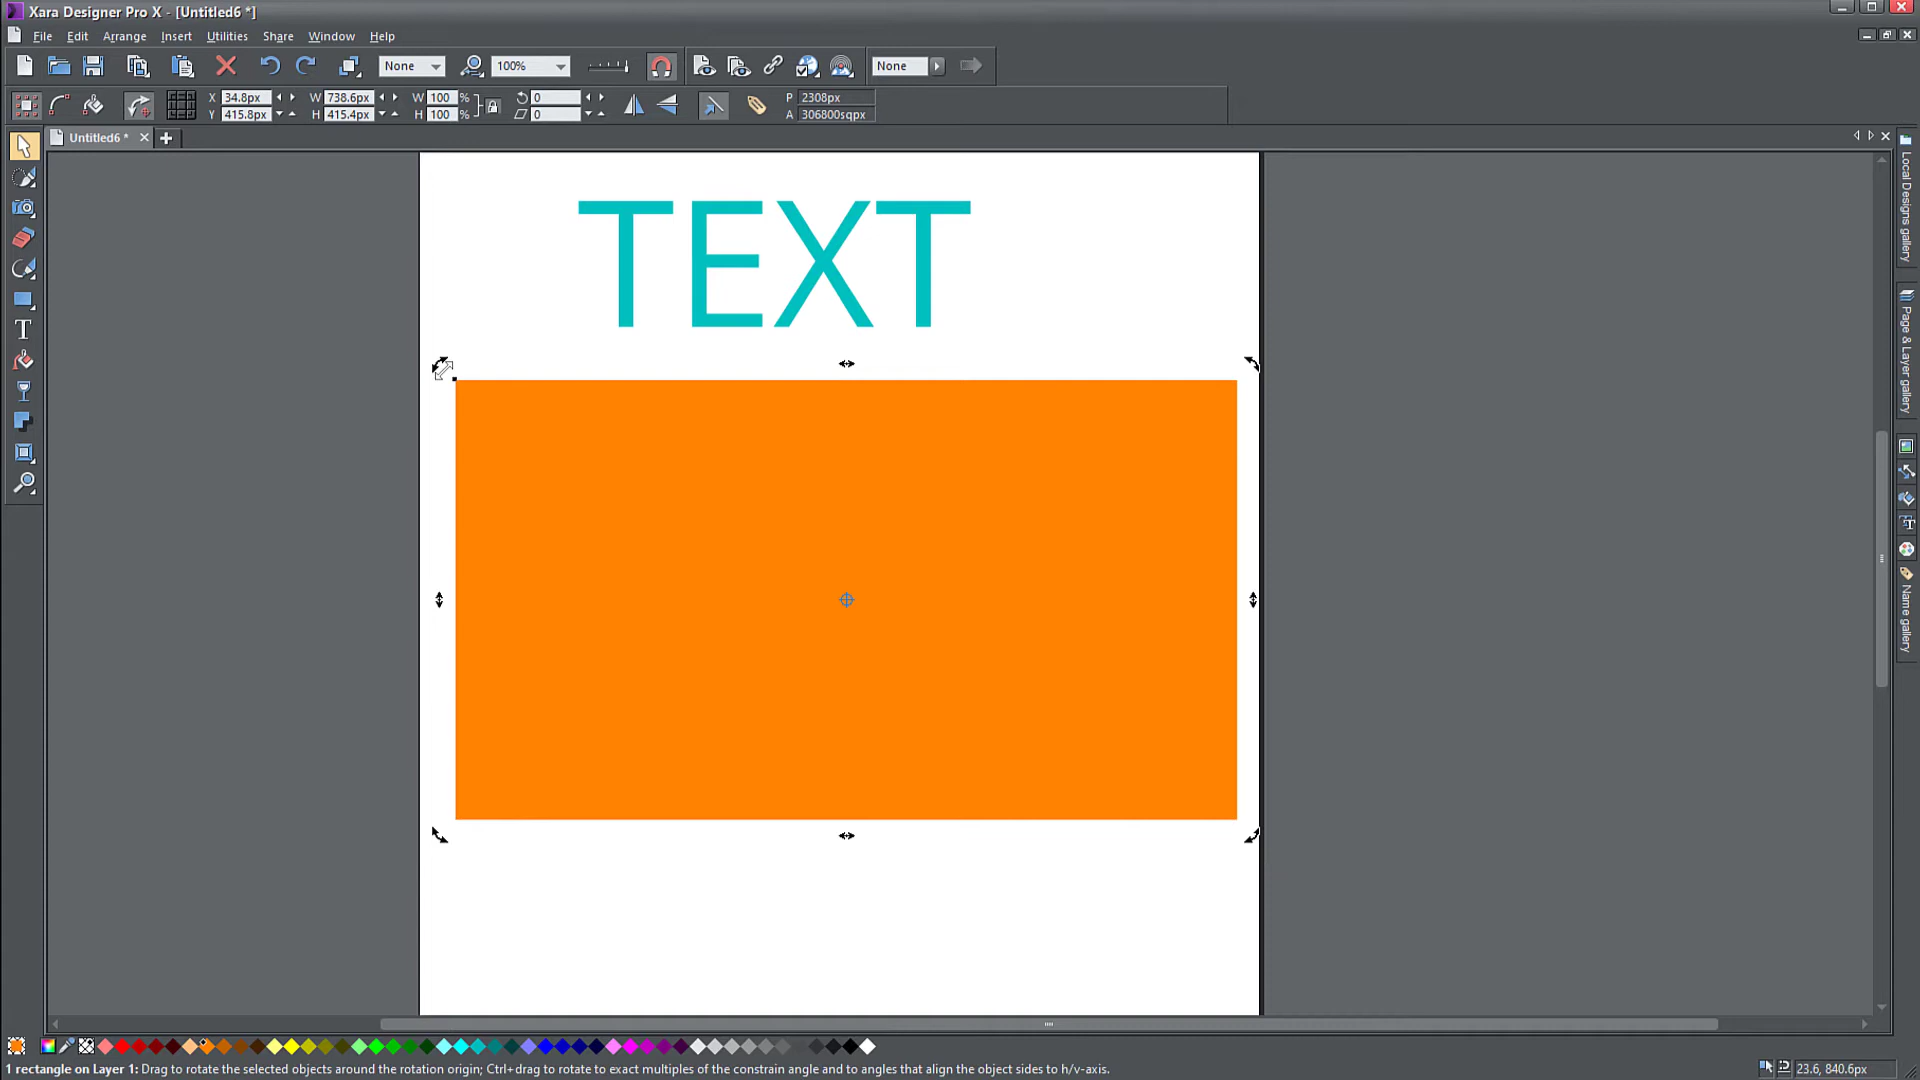 Xara Designer Pro X - [Untitled6 *]
File Edit Arrange Insert Utilities Share Window Help
None 100% None
X 34.8px W 738.6px W 100 % 0 P 2308px
Y 415.8px H 415.4px H 100 % 0 A 306800sqpx
Untitled6 *
TEXT
Local Designs gallery
Page & Layer gallery
Name gallery
1 rectangle on Layer 1: Drag to rotate the selected objects around the rotation origin; Ctrl+drag to rotate to exact multiples of the constrain angle and to angles that align the object sides to h/v-axis.
23.6, 840.6px